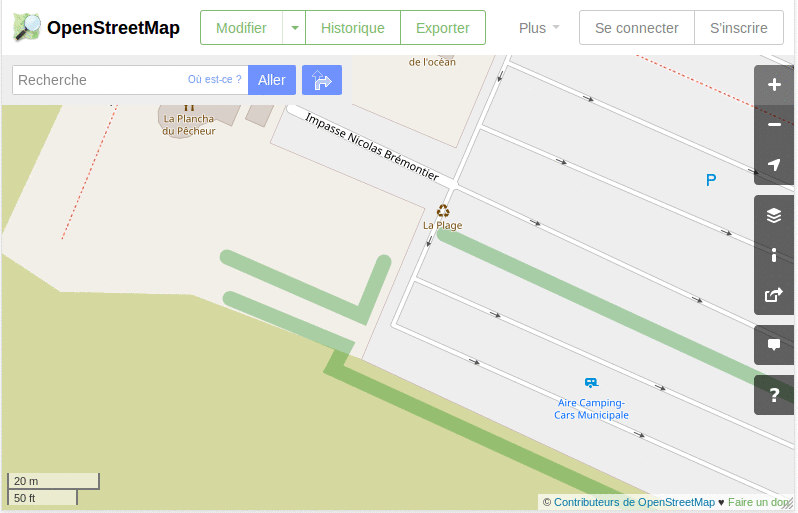 OpenStreetMap
Modifier
Historique
Exporter
Plus
Se connecter
S'inscrire
Recherche
Où est-ce ?
Aller
de l'océan
La Plancha
du Pêcheur
Impasse Nicolas Brémontier
P
La Plage
Aire Camping-
Cars Municipale
?
20 m
50 ft
© Contributeurs de OpenStreetMap ♥ Faire un don